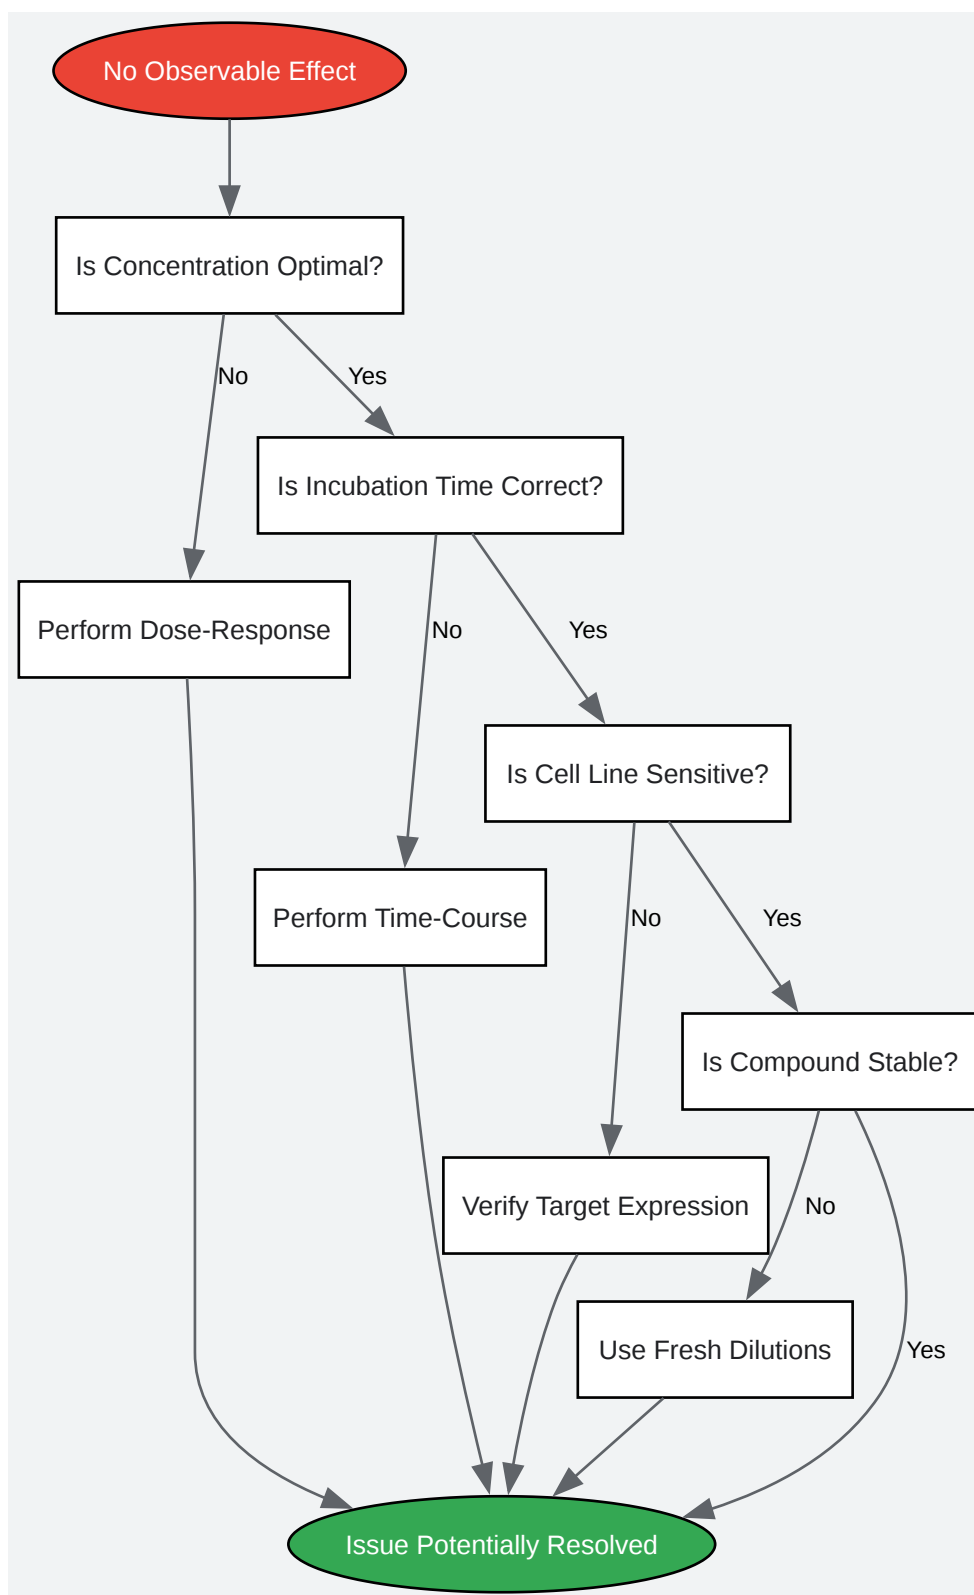 No Observable Effect
Is Concentration Optimal?
No
Yes
Is Incubation Time Correct?
Perform Dose-Response
No
Yes
Is Cell Line Sensitive?
Perform Time-Course
No
Yes
Is Compound Stable?
Verify Target Expression
No
Use Fresh Dilutions
Yes
Issue Potentially Resolved